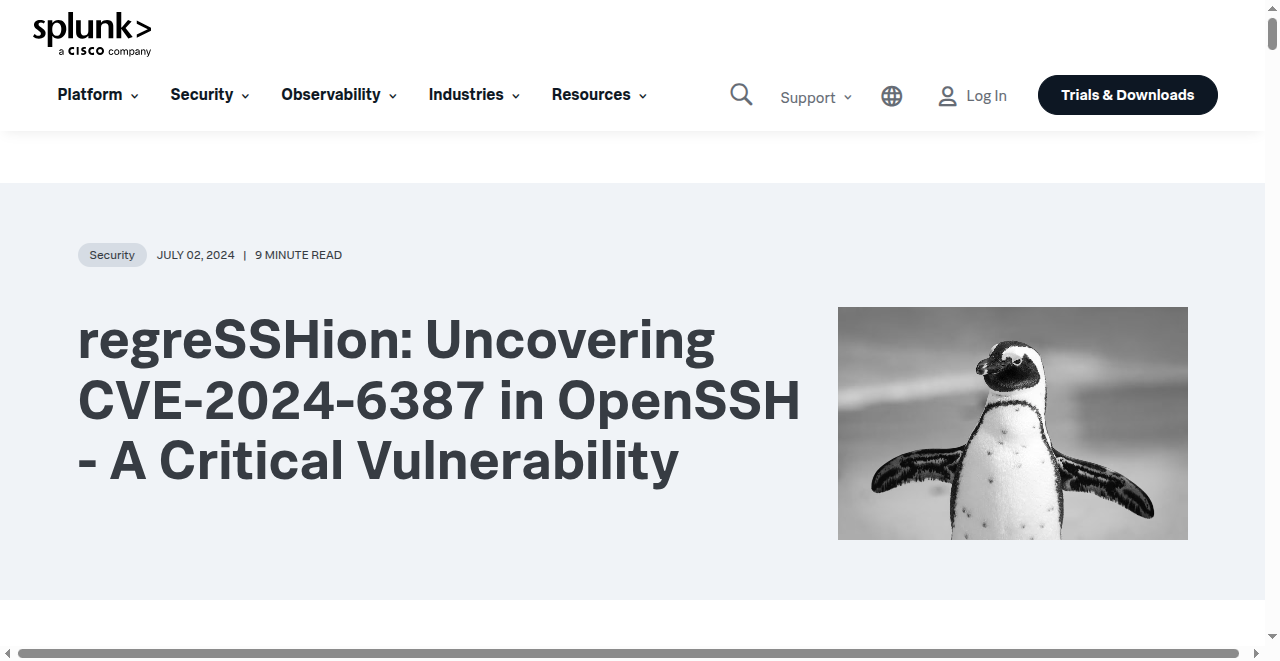 splunk>
a CISCO company
Platform
Security
Observability
Industries
Resources
Support
Log In
Trials & Downloads
Security
JULY 02, 2024 | 9 MINUTE READ
regreSSHion: Uncovering
CVE-2024-6387 in OpenSSH
- A Critical Vulnerability